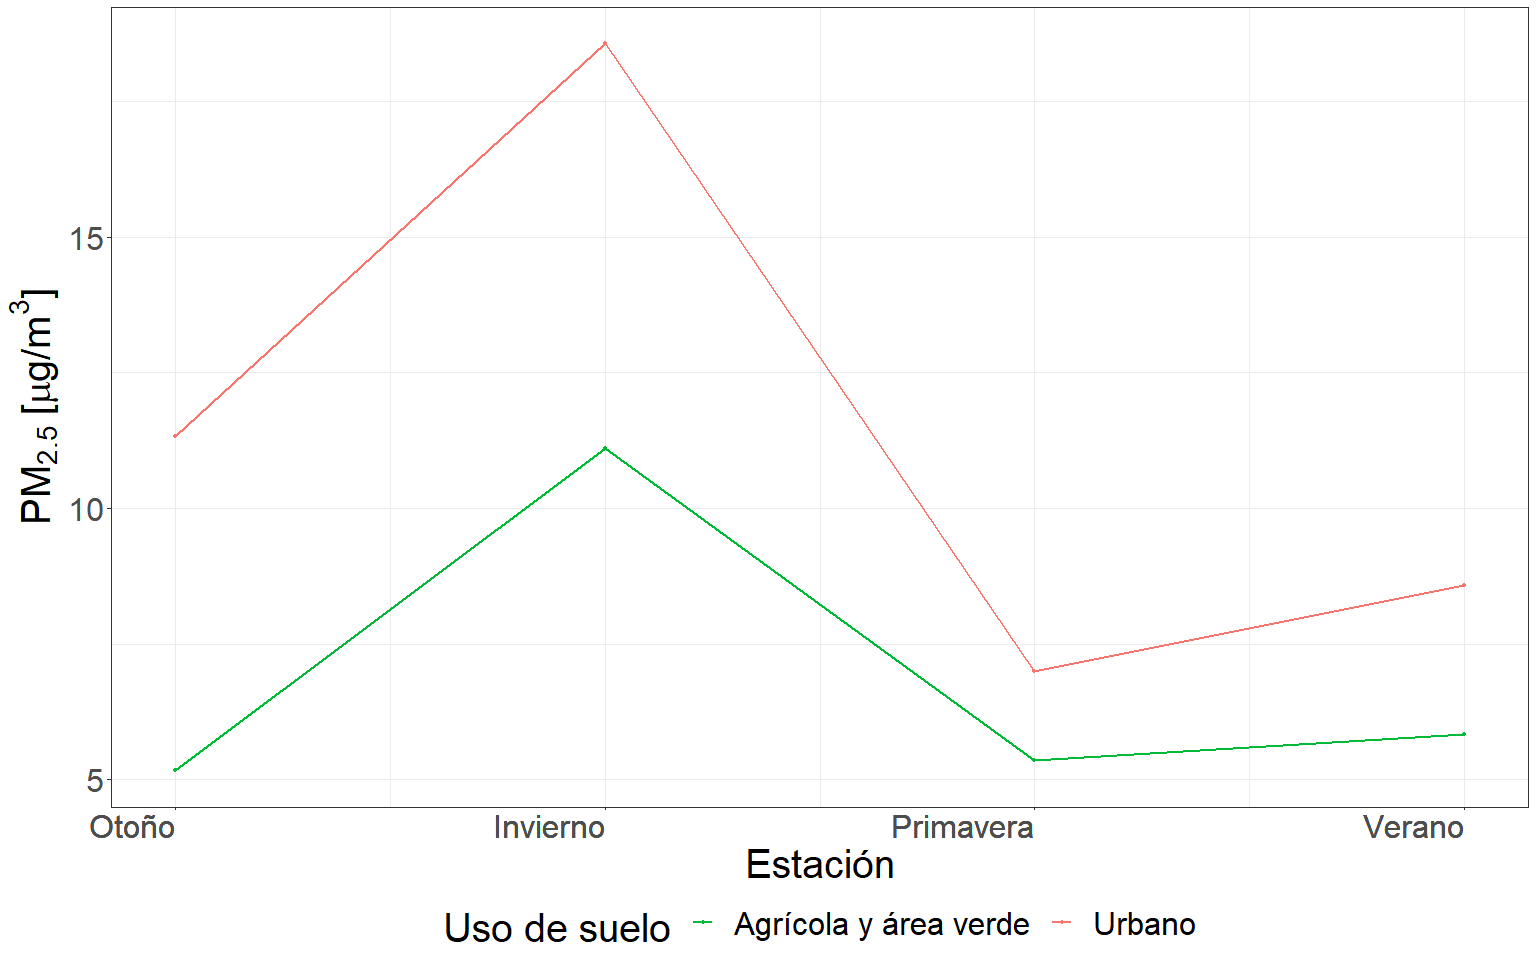 PM2.5 [µg/m³]
15
10
5
Otoño Invierno Primavera Verano
Estación
Uso de suelo Agrícola y área verde Urbano